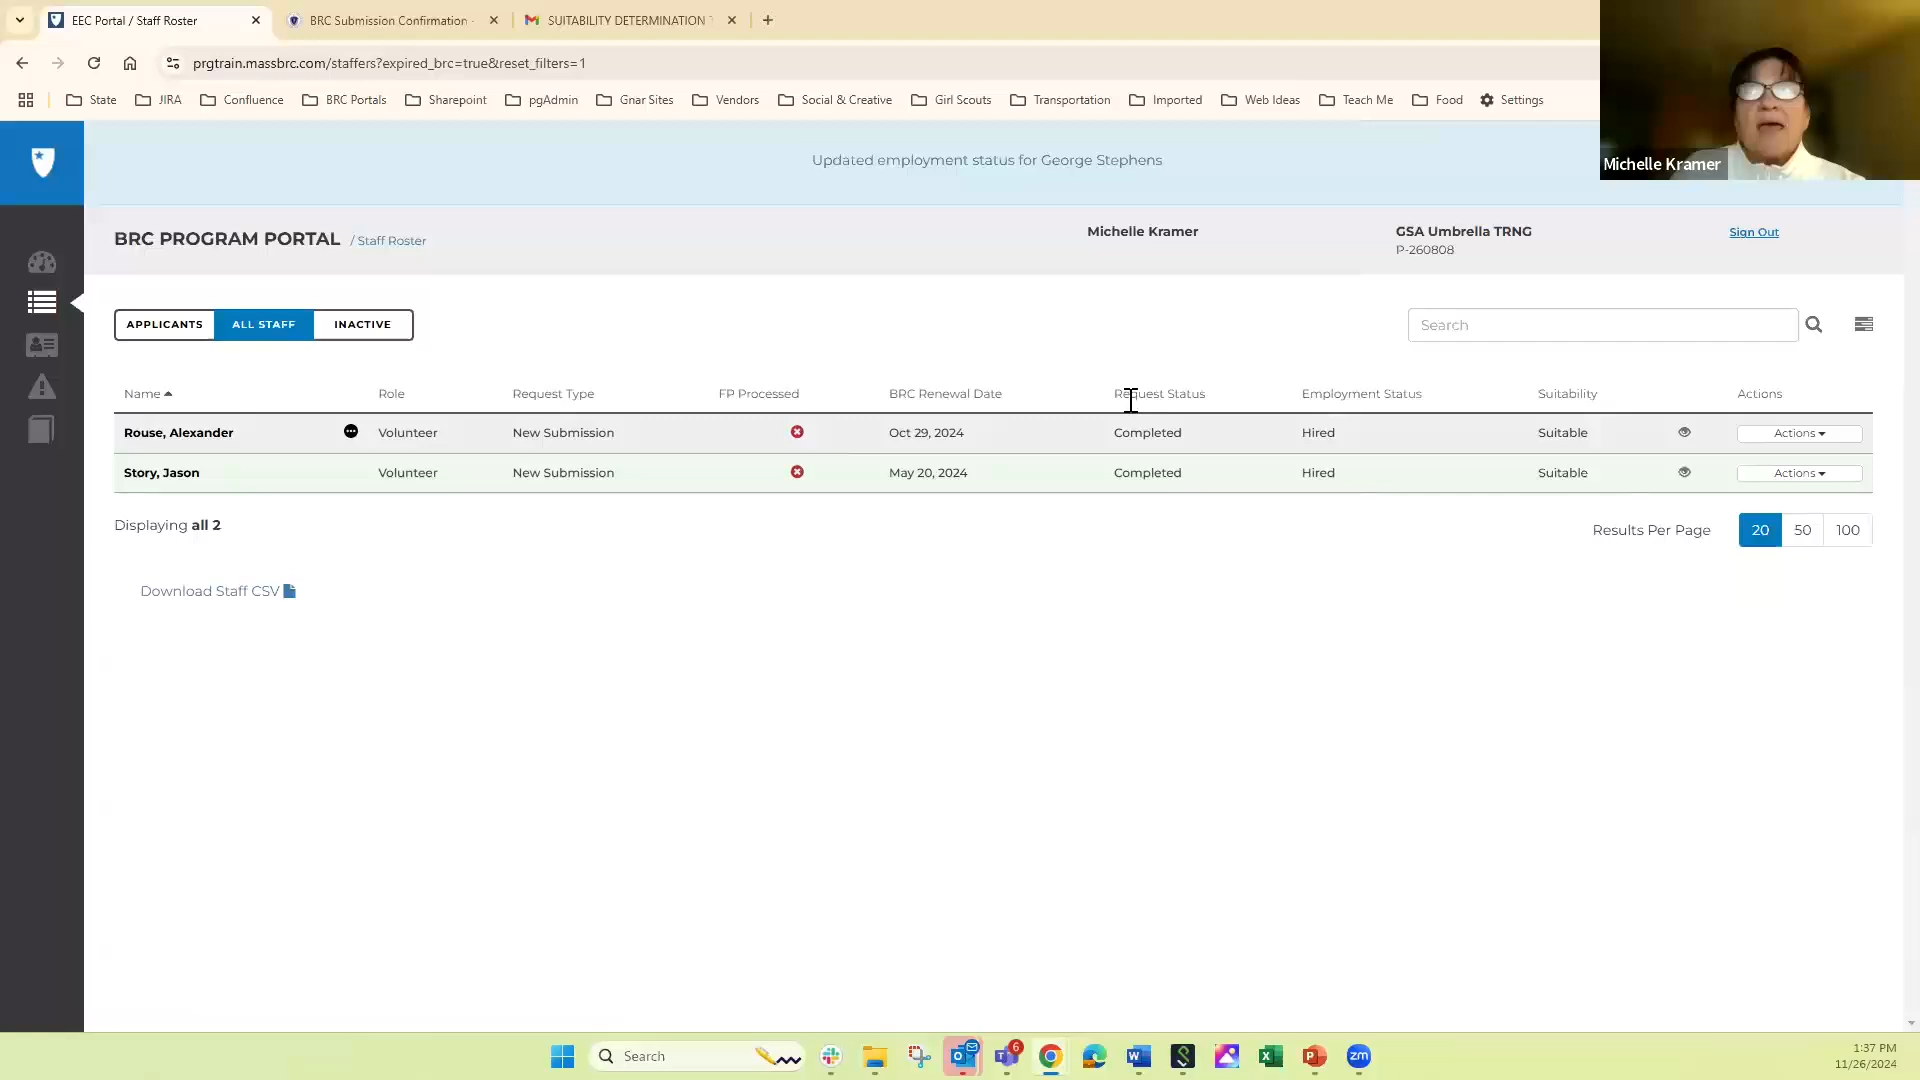 EEC Portal / Staff Roster
BRC Submission Confirmation
SUITABILITY DETERMINATION
prgtrain.massbrc.com/staffers?expired_brc=true&reset_filters=1
State JIRA Confluence BRC Portals Sharepoint pgAdmin Gnar Sites Vendors Social & Creative Girl Scouts Transportation Imported Web Ideas Teach Me Food Settings
Michelle Kramer
Updated employment status for George Stephens
BRC PROGRAM PORTAL / Staff Roster
Michelle Kramer
GSA Umbrella TRNG
P-260808
Sign Out
APPLICANTS ALL STAFF INACTIVE
Search
Name Role Request Type FP Processed BRC Renewal Date Request Status Employment Status Suitability Actions
Rouse, Alexander Volunteer New Submission Oct 29, 2024 Completed Hired Suitable Actions
Story, Jason Volunteer New Submission May 20, 2024 Completed Hired Suitable Actions
Displaying all 2
Results Per Page 20 50 100
Download Staff CSV
Search
6
zm
1:37 PM
11/26/2024